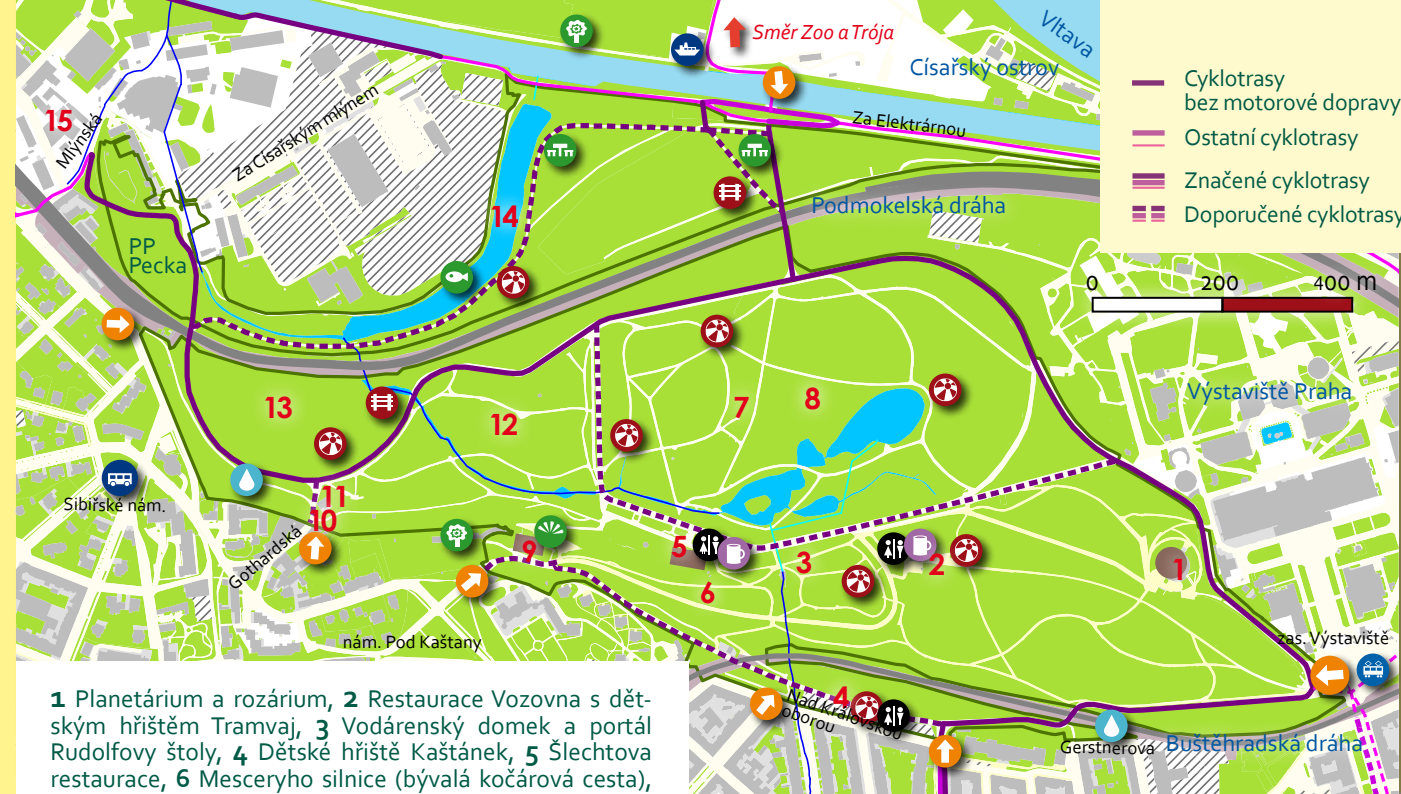 Směr Zoo a Trója
Vltava
Císařský ostrov
Cyklotrasy
bez motorové dopravy
Ostatní cyklotrasy
Značené cyklotrasy
Doporučené cyklotrasy
0 200 400 m
15
Mlýnská
Za Císařským mlýnem
Za Elektrárnou
14
Podmokelská dráha
PP
Pecka
13
12
7
8
Výstaviště Praha
Sibiřské nám.
11
10
Gothardská
9
5
3
2
1
6
nám. Pod Kaštany
zas. Výstaviště
4
Nad Královskou
oborou
Gerstnerova
Buštěhradská dráha
1 Planetárium a rozárium, 2 Restaurace Vozovna s dět-
ským hřištěm Tramvaj, 3 Vodárenský domek a portál
Rudolfovy štoly, 4 Dětské hřiště Kaštánek, 5 Šlechtova
restaurace, 6 Mesceryho silnice (bývalá kočárová cesta),